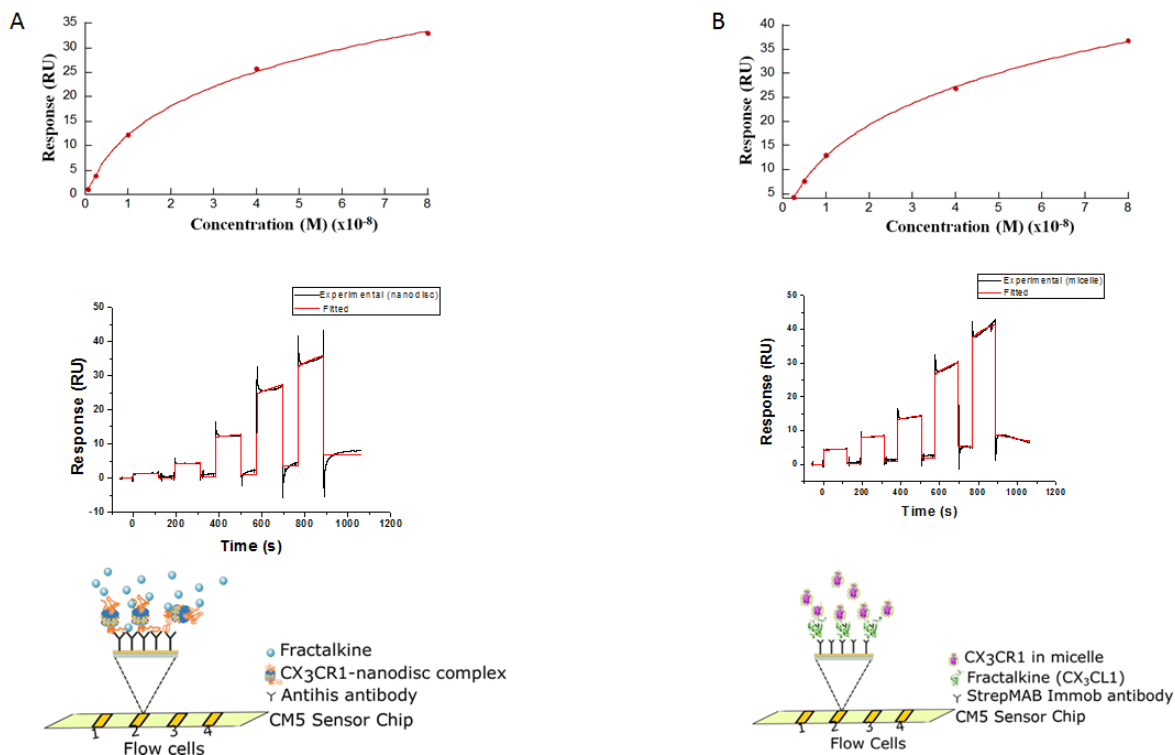 A
35
30
25
20
15
10
5
0
Response (RU)
0 1 2 3 4 5 6 7 8
Concentration (M) (x10-8)
Experimental (nanodisc)
Fitted
50
40
30
20
10
0
-10
Response (RU)
0 200 400 600 800 1000 1200
Time (s)
Fractalkine
CX3CR1-nanodisc complex
Antihis antibody
CM5 Sensor Chip
1 2 3 4
Flow cells
B
40
35
30
25
20
15
10
5
Response (RU)
0 1 2 3 4 5 6 7 8
Concentration (M) (x10-8)
Experimental (micelle)
Fitted
50
40
30
20
10
0
Response (RU)
0 200 400 600 800 1000 1200
Time (s)
CX3CR1 in micelle
Fractalkine (CX3CL1)
StrepMAB Immob antibody
CM5 Sensor Chip
1 2 3 4
Flow cells